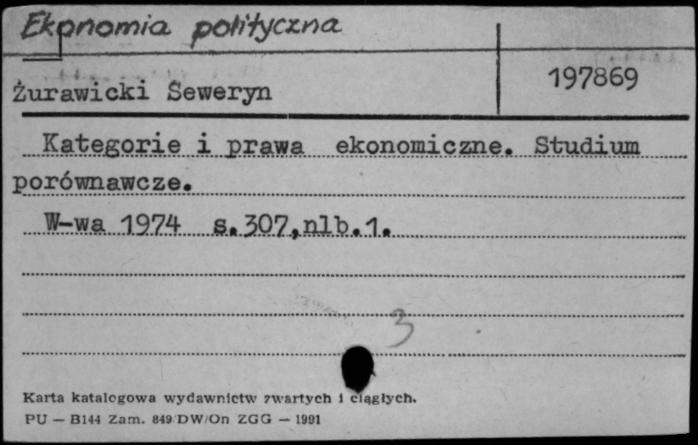 Ekonomia polityczna
197869
Żurawicki Seweryn
Kategorie i prawa ekonomiczne. Studium
porównawcze.
W-wa 1974 s.307,nlb.1.
3
Karta katalogowa wydawnictw zwartych i ciągłych.
PU — B144 Zam. 849/DW/On ZGG — 1991